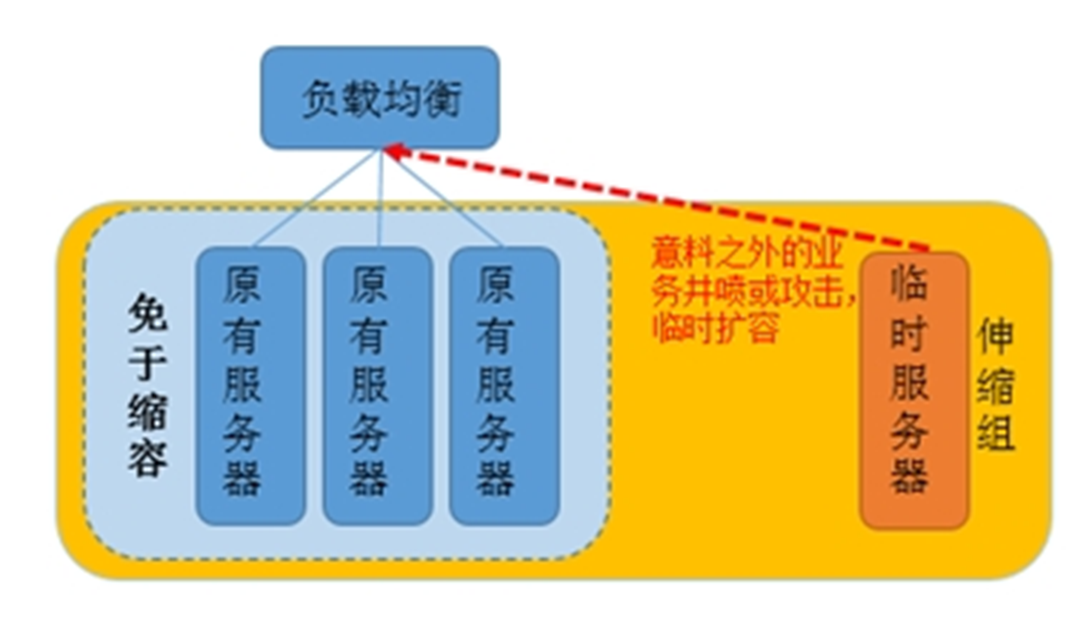 负载均衡
免于缩容
原有服务器
原有服务器
原有服务器
意料之外的业
务井喷或攻击，
临时扩容
临时服务器
伸缩组